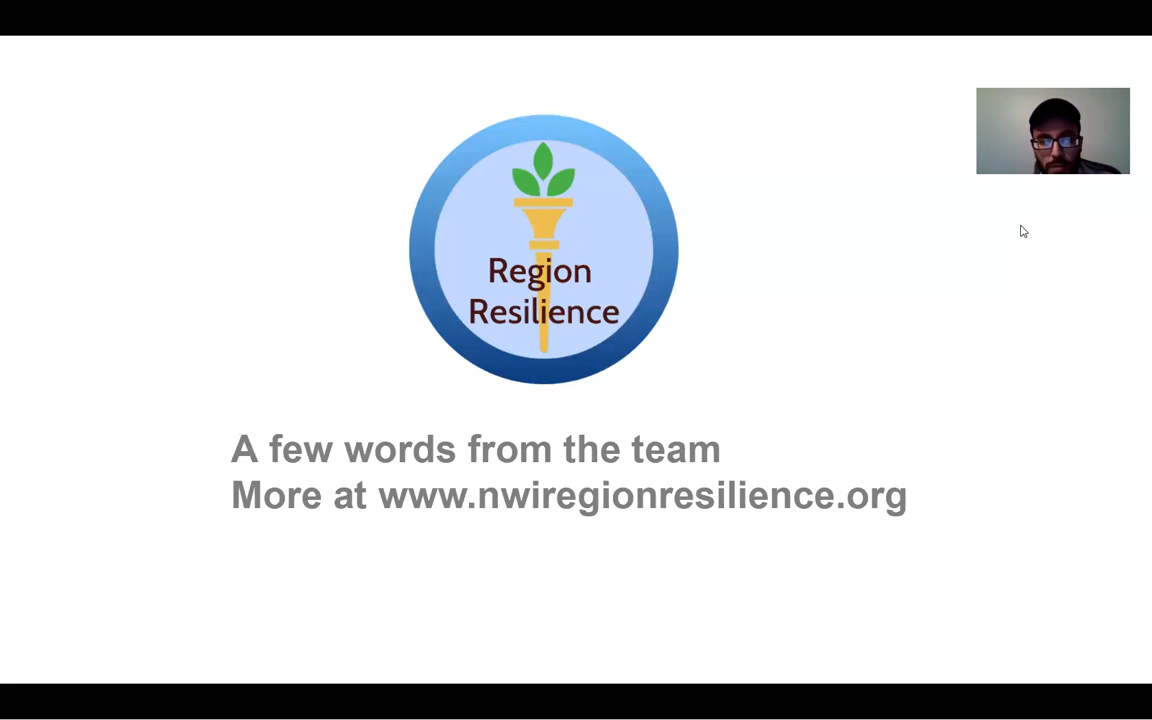 Region
Resilience
A few words from the team
More at www.nwiregionresilience.org